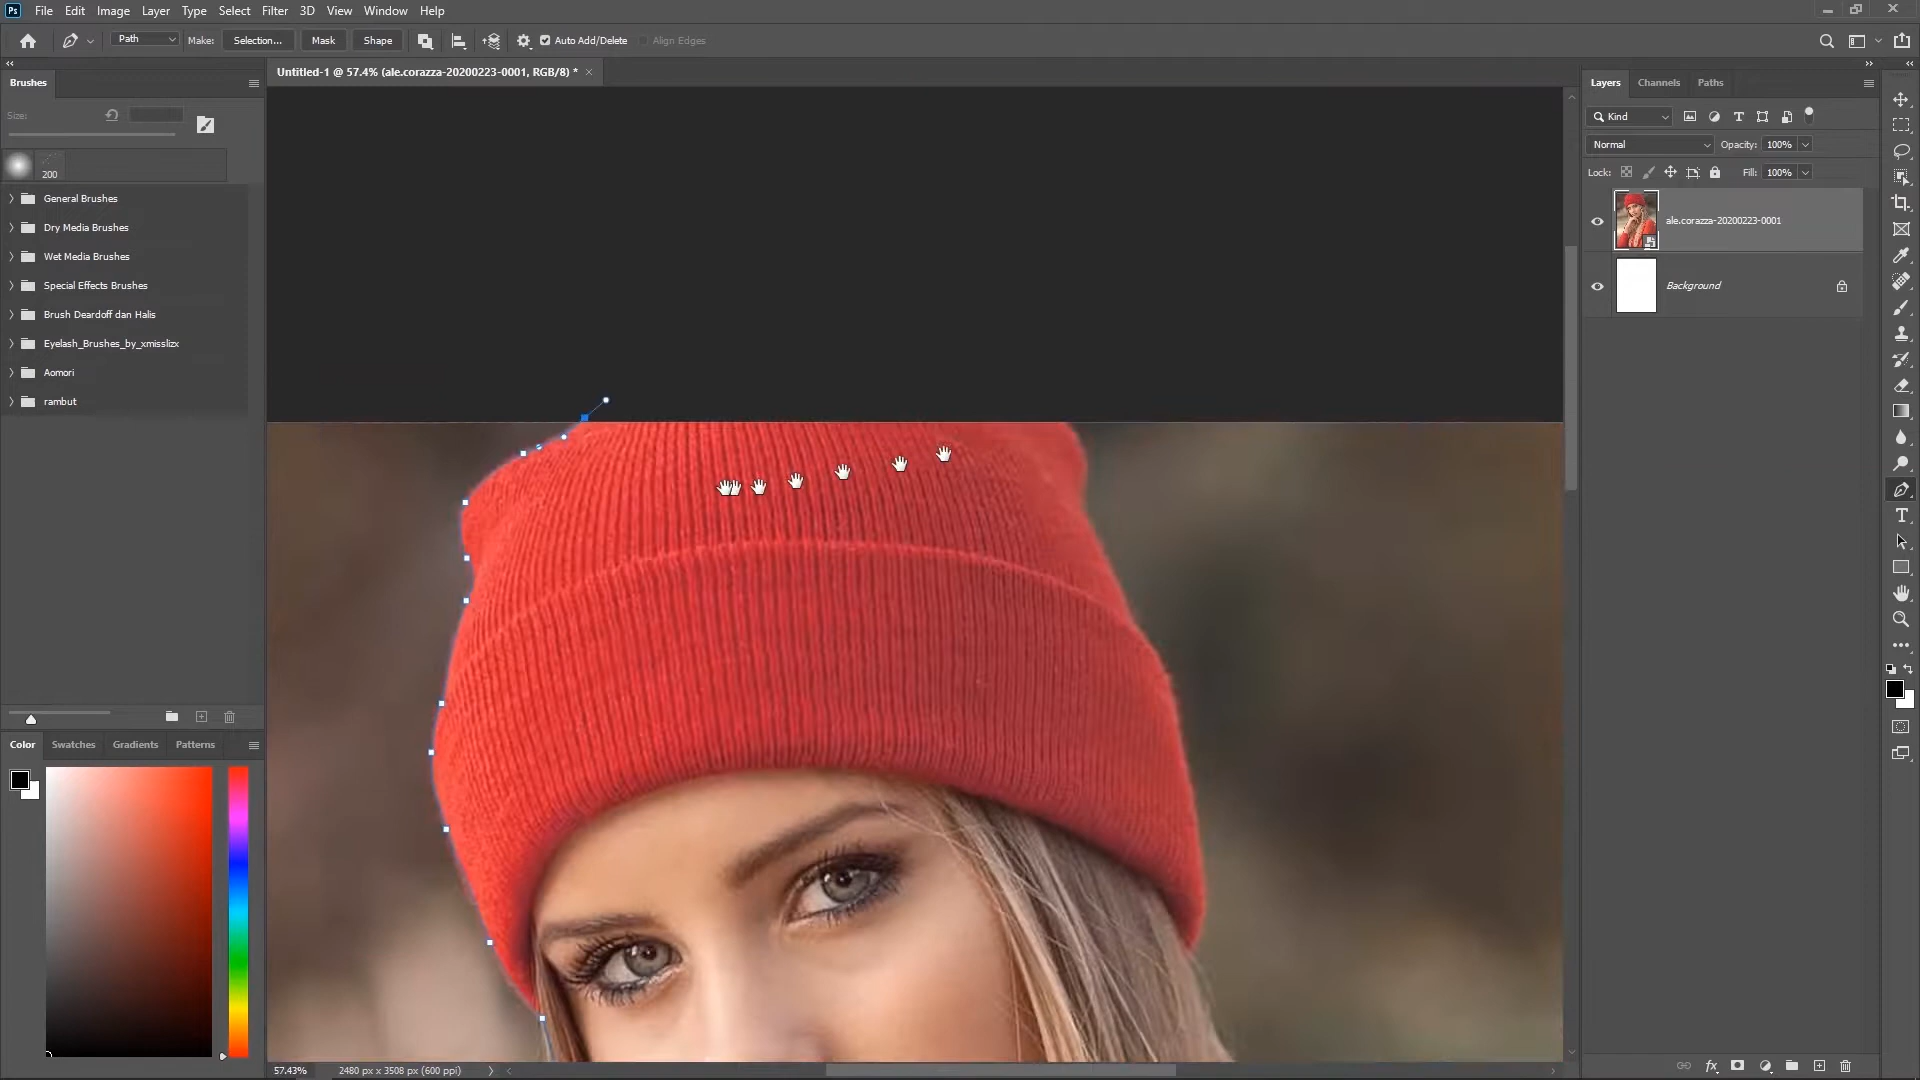 Ps File Edit Image Layer Type Select Filter 3D View Window Help
Path Make: Selection... Mask Shape Auto Add/Delete Align Edges
Brushes
Untitled-1 @ 57.4% (ale.corazza-20200223-0001, RGB/8) *
Layers Channels Paths
Size:
Kind
Normal Opacity: 100%
200
Lock: Fill: 100%
General Brushes
ale.corazza-20200223-0001
Dry Media Brushes
Wet Media Brushes
Special Effects Brushes
Background
Brush Deardoff dan Halis
Eyelash_Brushes_by_xmisslizx
Aomori
rambut
Color Swatches Gradients Patterns
57.43% 2480 px x 3508 px (600 ppi)
fx